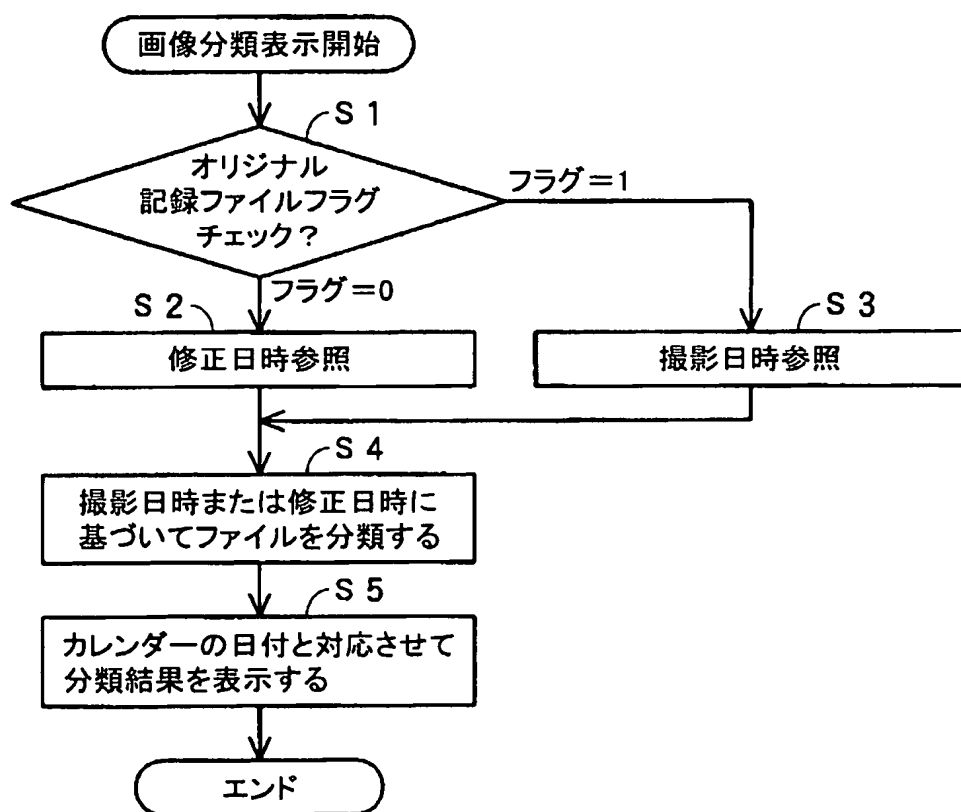 画像分類表示開始
S1
オリジナル
記録ファイルフラグ
チェック?
フラグ=1
フラグ=0
S2
修正日時参照
S3
撮影日時参照
S4
撮影日時または修正日時に
基づいてファイルを分類する
S5
カレンダーの日付と対応させて
分類結果を表示する
エンド